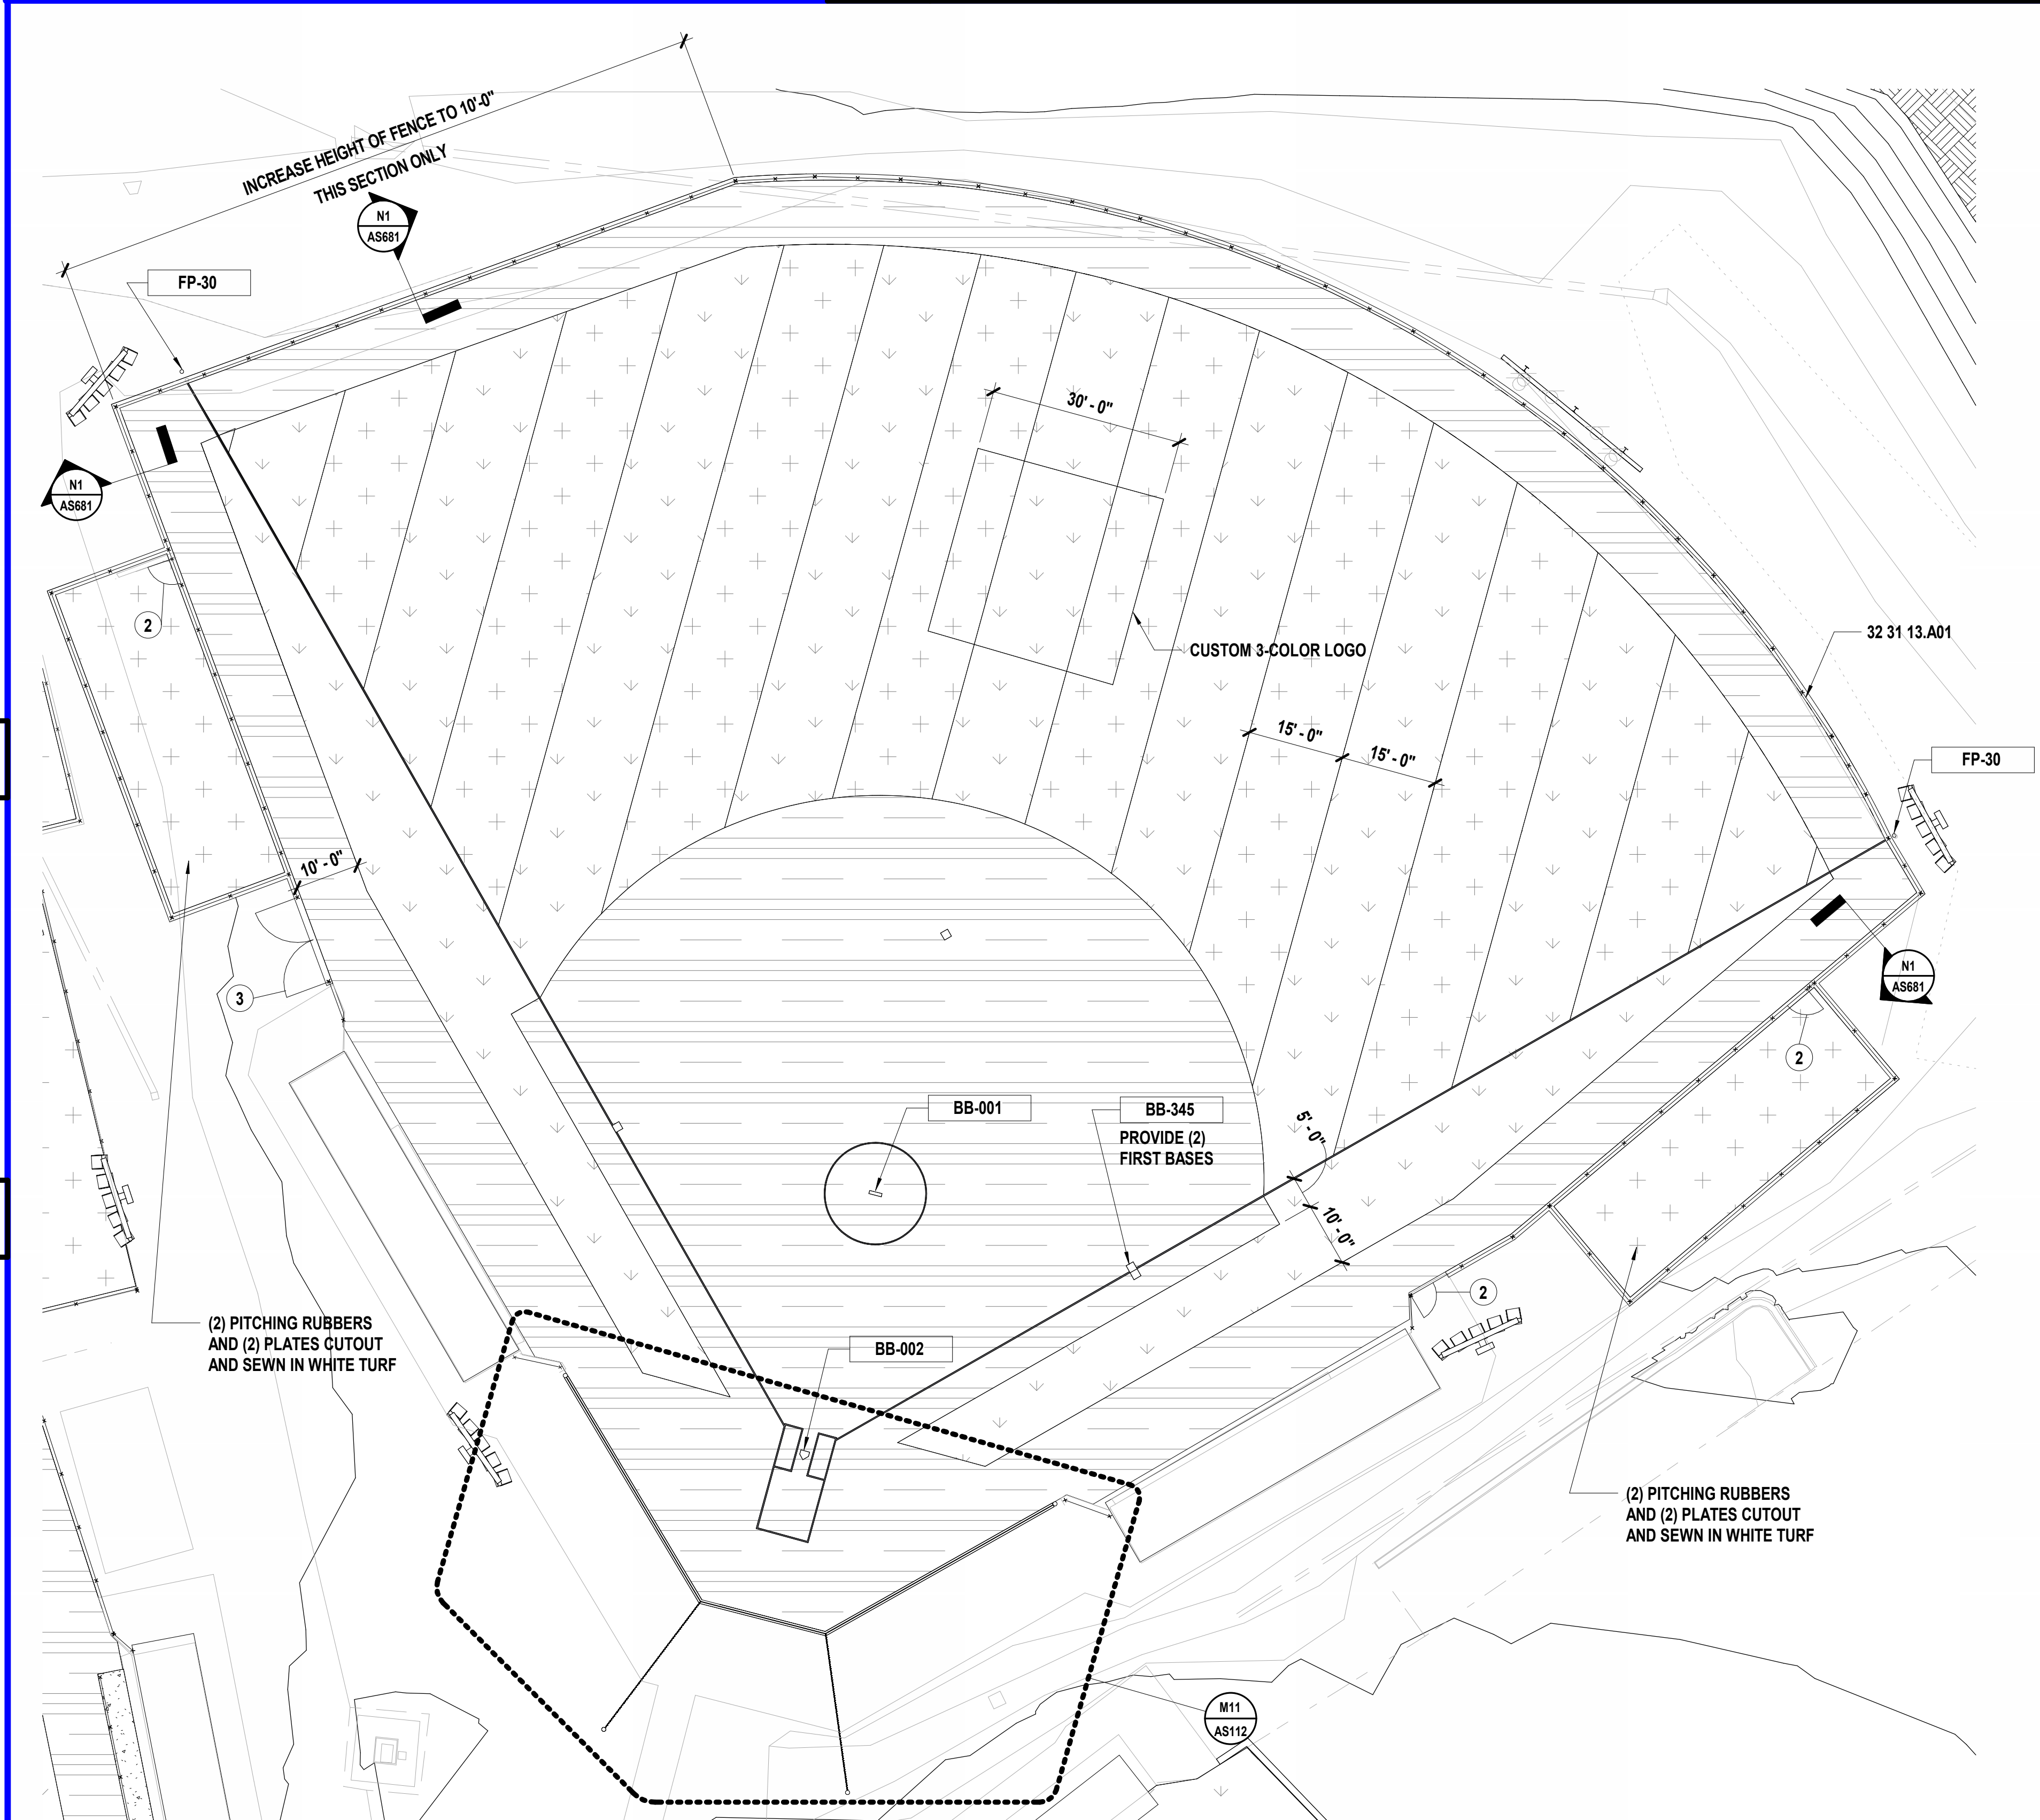 INCREASE HEIGHT OF FENCE TO 10'-0"
THIS SECTION ONLY
N1
AS681
FP-30
30' - 0"
N1
AS681
2
CUSTOM 3-COLOR LOGO
32 31 13.A01
15' - 0"
15' - 0"
FP-30
10' - 0"
N1
AS681
3
2
BB-001
BB-345
PROVIDE (2)
FIRST BASES
5' - 0"
10' - 0"
2
(2) PITCHING RUBBERS
AND (2) PLATES CUTOUT
AND SEWN IN WHITE TURF
BB-002
(2) PITCHING RUBBERS
AND (2) PLATES CUTOUT
AND SEWN IN WHITE TURF
M11
AS112